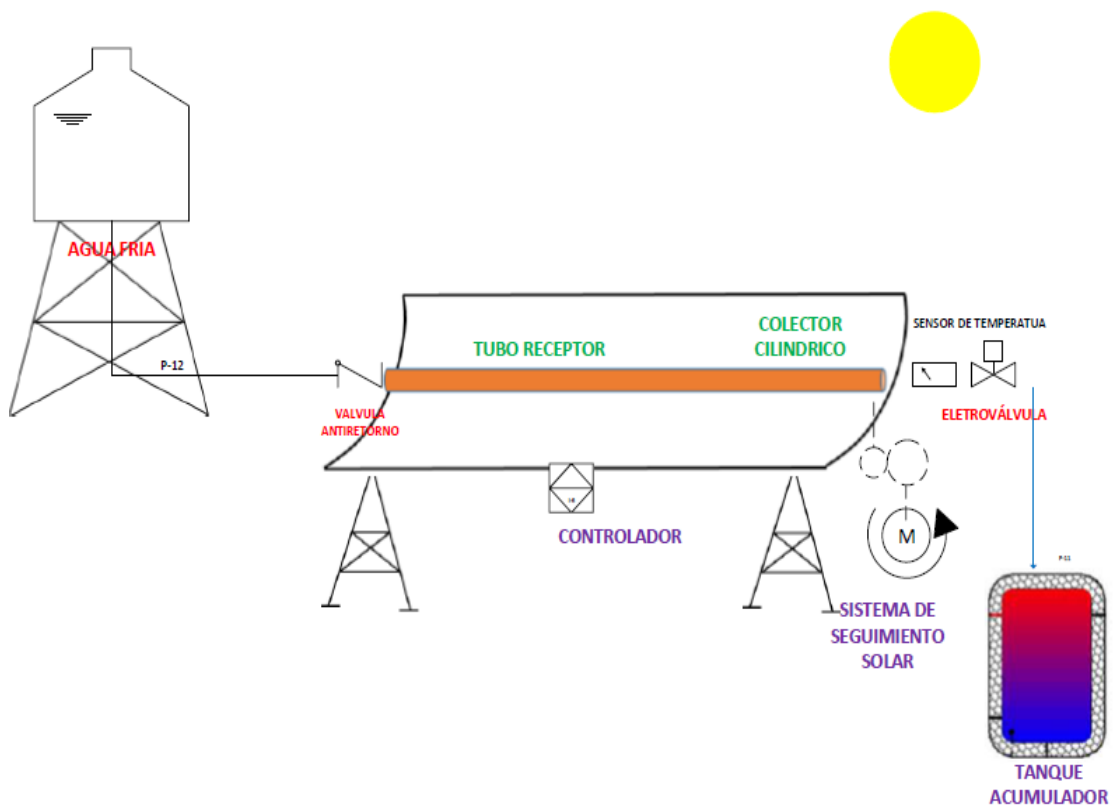 AGUA FRIA
P-12
VALVULA
ANTIRETORNO
TUBO RECEPTOR
COLECTOR
CILINDRICO
SENSOR DE TEMPERATUA
ELETROVÁLVULA
CONTROLADOR
M
SISTEMA DE
SEGUIMIENTO
SOLAR
P-11
TANQUE
ACUMULADOR